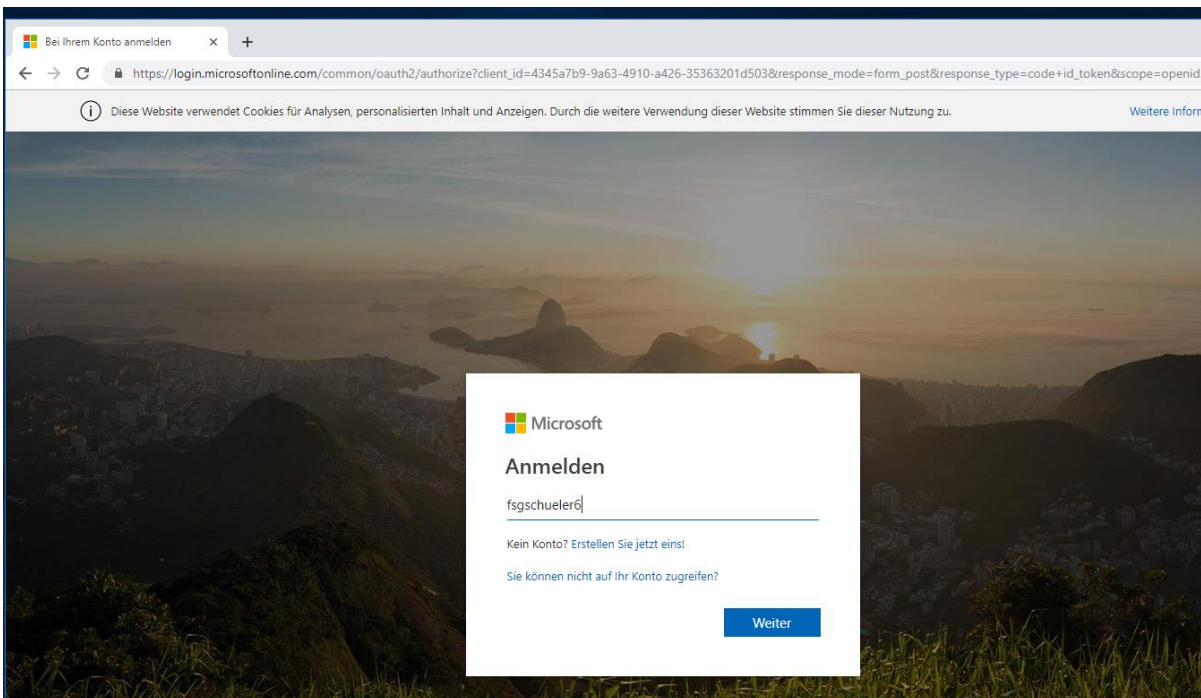 Bei Ihrem Konto anmelden
https://login.microsoftonline.com/common/oauth2/authorize?client_id=4345a7b9-9a63-4910-a426-35363201d503&response_mode=form_post&response_type=code+id_token&scope=openid
Diese Website verwendet Cookies für Analysen, personalisierten Inhalt und Anzeigen. Durch die weitere Verwendung dieser Website stimmen Sie dieser Nutzung zu. Weitere Inform
Microsoft
Anmelden
fsgschueler6
Kein Konto? Erstellen Sie jetzt eins!
Sie können nicht auf Ihr Konto zugreifen?
Weiter